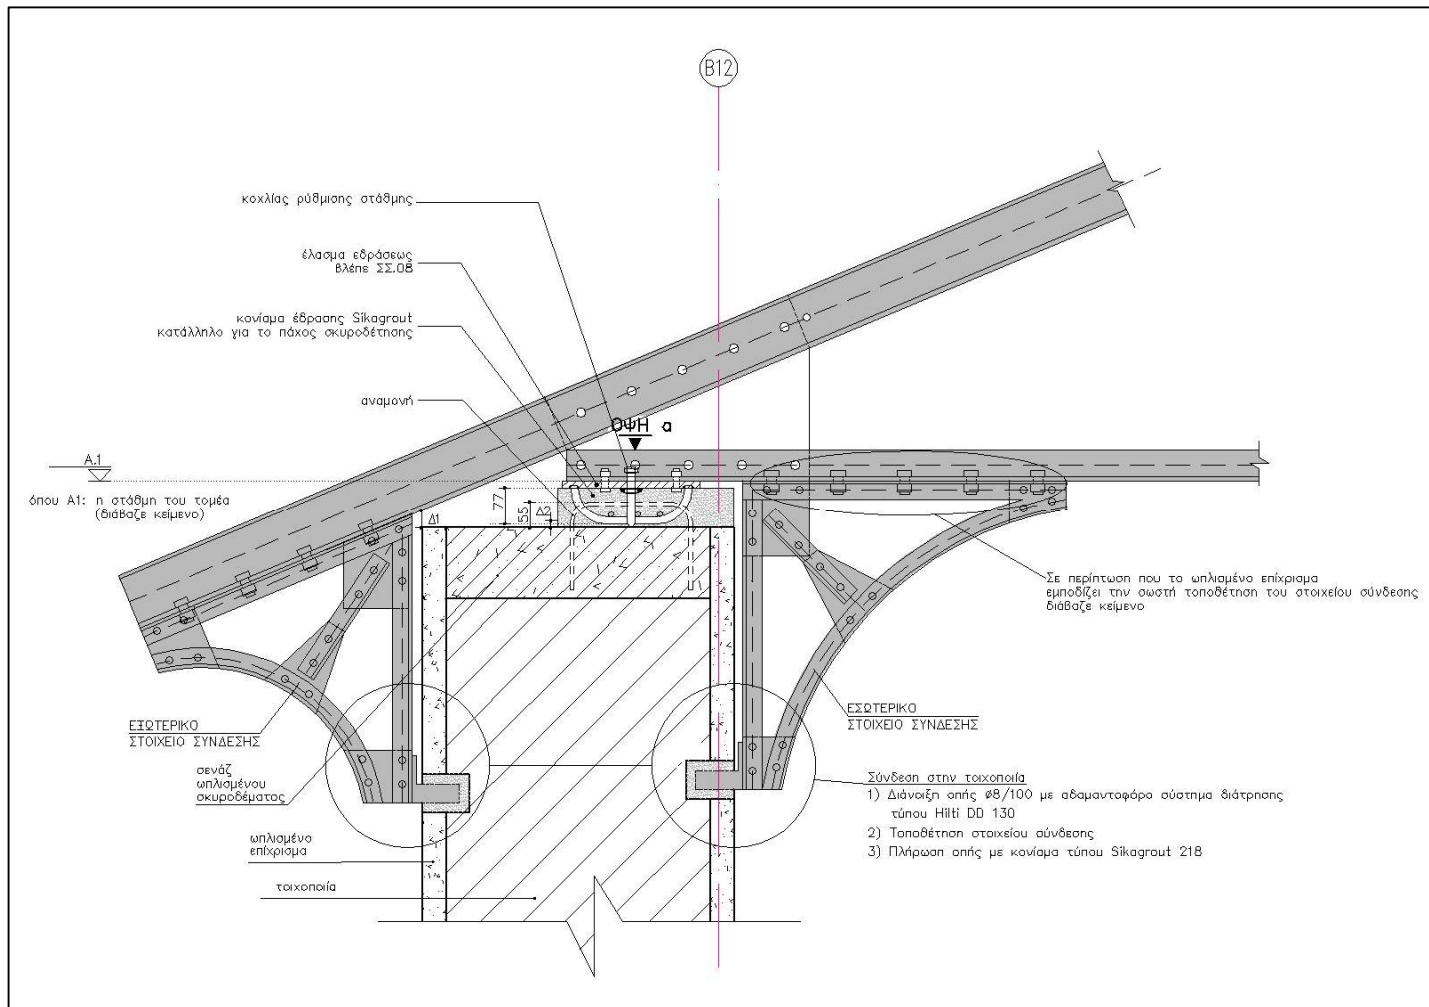 B12
κοχλίας ρύθμισης στάθμης
έλασμα εδράσεως
βλέπε ΣΣ.08
κονίαμα έδρασης Sikagrout
κατάλληλο για το πάχος σκυροδέτησης
αναμονή
ΟΨΗ α
A.1
όπου Α1: η στάθμη του τομέα
(διάβαζε κείμενο)
77
55
Δ1
Δ2
Σε περίπτωση που το ωπλισμένο επίχρισμα
εμποδίζει την σωστή τοποθέτηση του στοιχείου σύνδεσης
διάβαζε κείμενο
ΕΞΩΤΕΡΙΚΟ
ΣΤΟΙΧΕΙΟ ΣΥΝΔΕΣΗΣ
ΕΣΩΤΕΡΙΚΟ
ΣΤΟΙΧΕΙΟ ΣΥΝΔΕΣΗΣ
σενάζ
ωπλισμένου
σκυροδέματος
Σύνδεση στην τοιχοποιία
1) Διάνοιξη οπής ø8/100 με αδαμαντοφόρο σύστημα διάτρησης
τύπου Hilti DD 130
2) Τοποθέτηση στοιχείου σύνδεσης
3) Πλήρωση οπής με κονίαμα τύπου Sikagrout 218
ωπλισμένο
επίχρισμα
τοιχοποιία